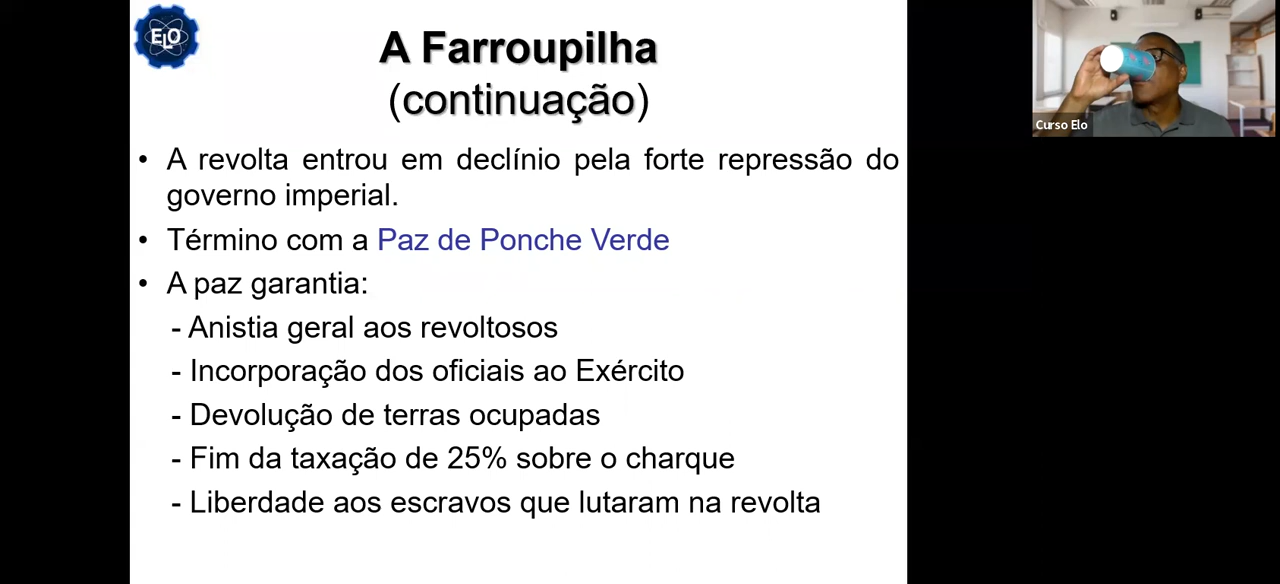 ELO
A Farroupilha
(continuação)
• A revolta entrou em declínio pela forte repressão do
governo imperial.
• Término com a Paz de Ponche Verde
• A paz garantia:
- Anistia geral aos revoltosos
- Incorporação dos oficiais ao Exército
- Devolução de terras ocupadas
- Fim da taxação de 25% sobre o charque
- Liberdade aos escravos que lutaram na revolta
Curso Elo